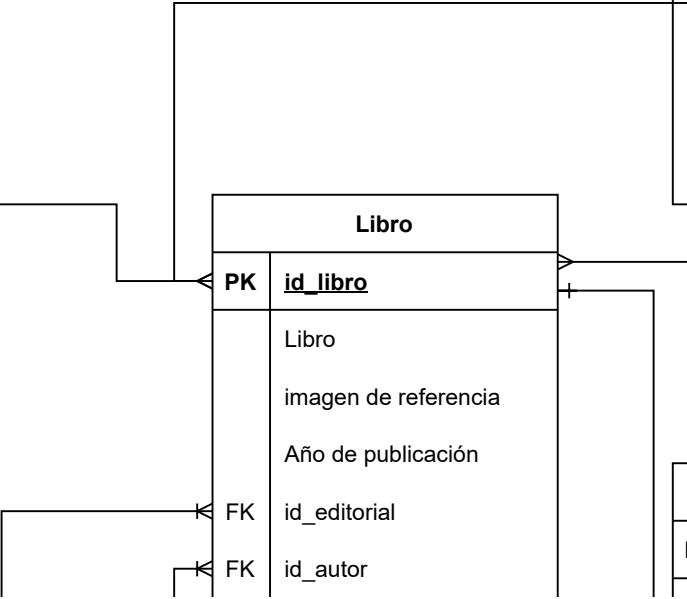 Libro
PK id_libro
Libro
imagen de referencia
Año de publicación
FK id_editorial
FK id_autor